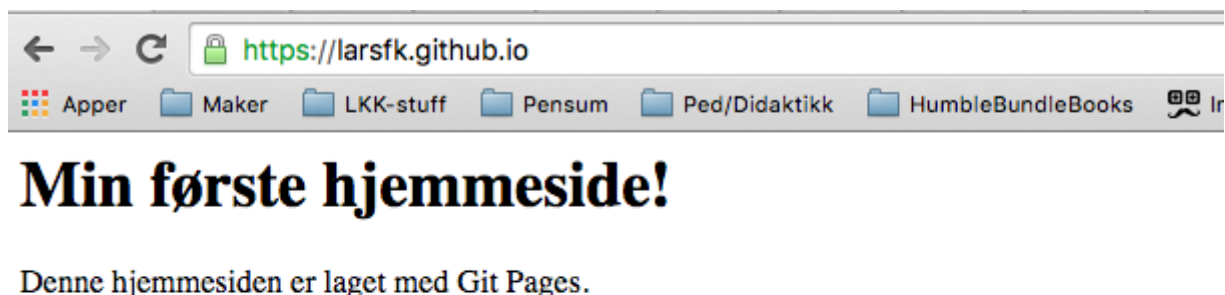 https://larsfk.github.io
Apper Maker LKK-stuff Pensum Ped/Didaktikk HumbleBundleBooks
Min første hjemmeside!
Denne hjemmesiden er laget med Git Pages.